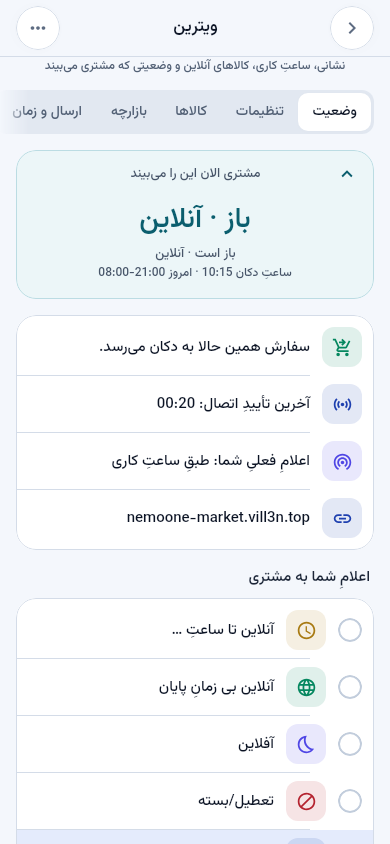 ویترین
نشانی، ساعتِ کاری، کالاهای آنلاین و وضعیتی که مشتری می‌بیند
وضعیت
تنظیمات
کالاها
بازارچه
ارسال و زمان
مشتری الان این را می‌بیند
باز · آنلاین
باز است · آنلاین
ساعتِ دکان 10:15 · امروز 08:00–21:00
سفارش همین حالا به دکان می‌رسد.
آخرین تأییدِ اتصال: 00:20
اعلامِ فعلیِ شما: طبقِ ساعتِ کاری
nemoone-market.vill3n.top
اعلامِ شما به مشتری
آنلاین تا ساعتِ …
آنلاین بی زمانِ پایان
آفلاین
تعطیل/بسته